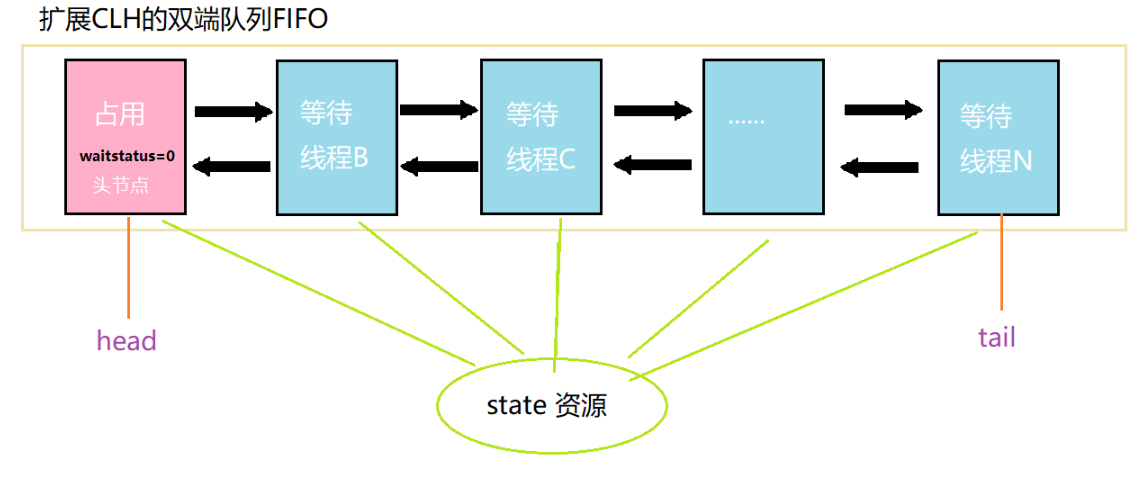 扩展CLH的双端队列FIFO
占用
waitstatus=0
头节点
等待
线程B
等待
线程C
......
等待
线程N
head
tail
state 资源